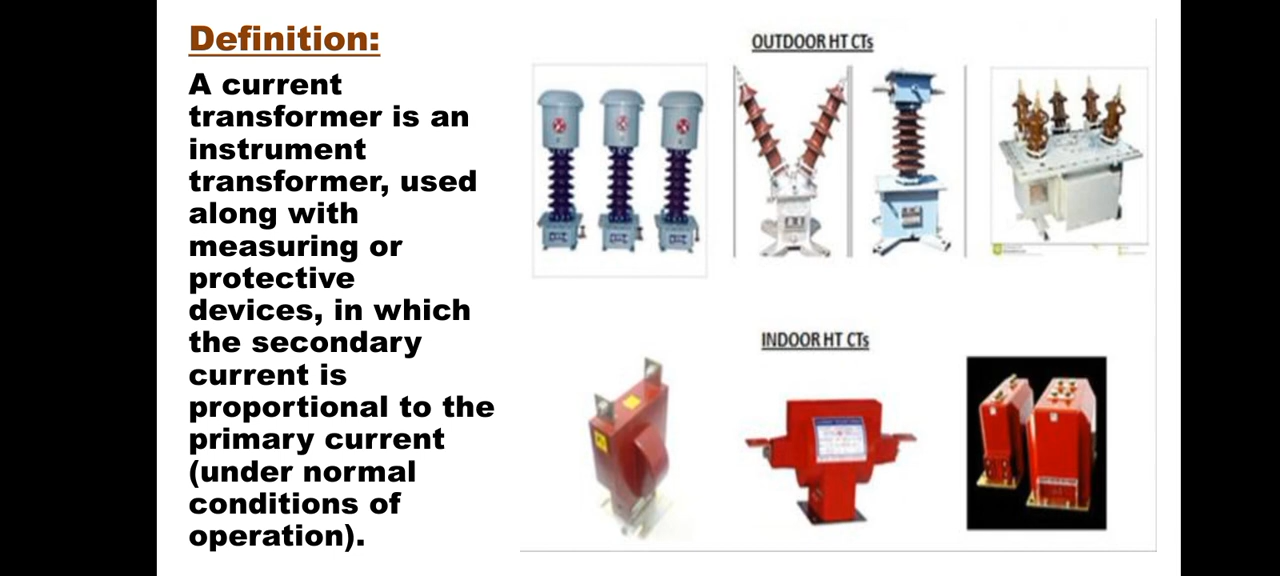 Definition:
A current
transformer is an
instrument
transformer, used
along with
measuring or
protective
devices, in which
the secondary
current is
proportional to the
primary current
(under normal
conditions of
operation).
OUTDOOR HT CTs
INDOOR HT CTs